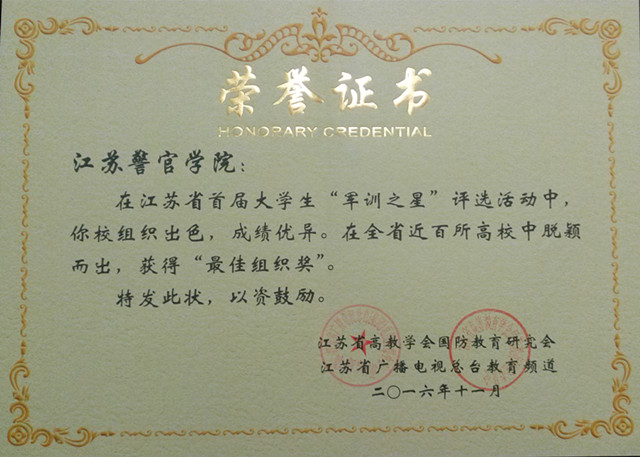 荣誉证书
HONORARY CREDENTIAL
江苏警官学院：
在江苏省首届大学生“军训之星”评选活动中，
你校组织出色，成绩优异。在全省近百所高校中脱颖
而出，获得“最佳组织奖”。
特发此状，以资鼓励。
江苏省高教学会国防教育研究会
江苏省广播电视总台教育频道
二〇一六年十一月